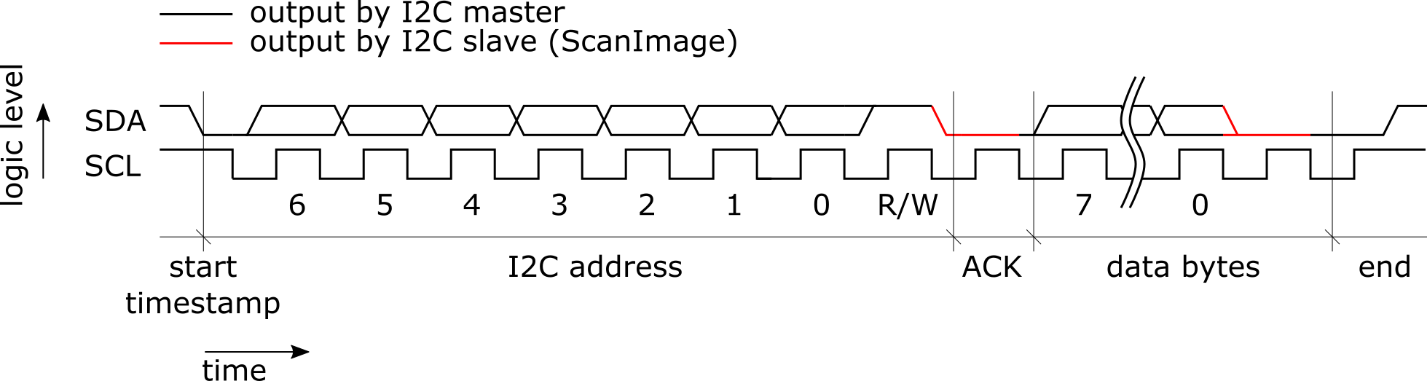 output by I2C master
output by I2C slave (ScanImage)
logic level
SDA
SCL
6 5 4 3 2 1 0 R/W 7 0
start I2C address ACK data bytes end
timestamp
time